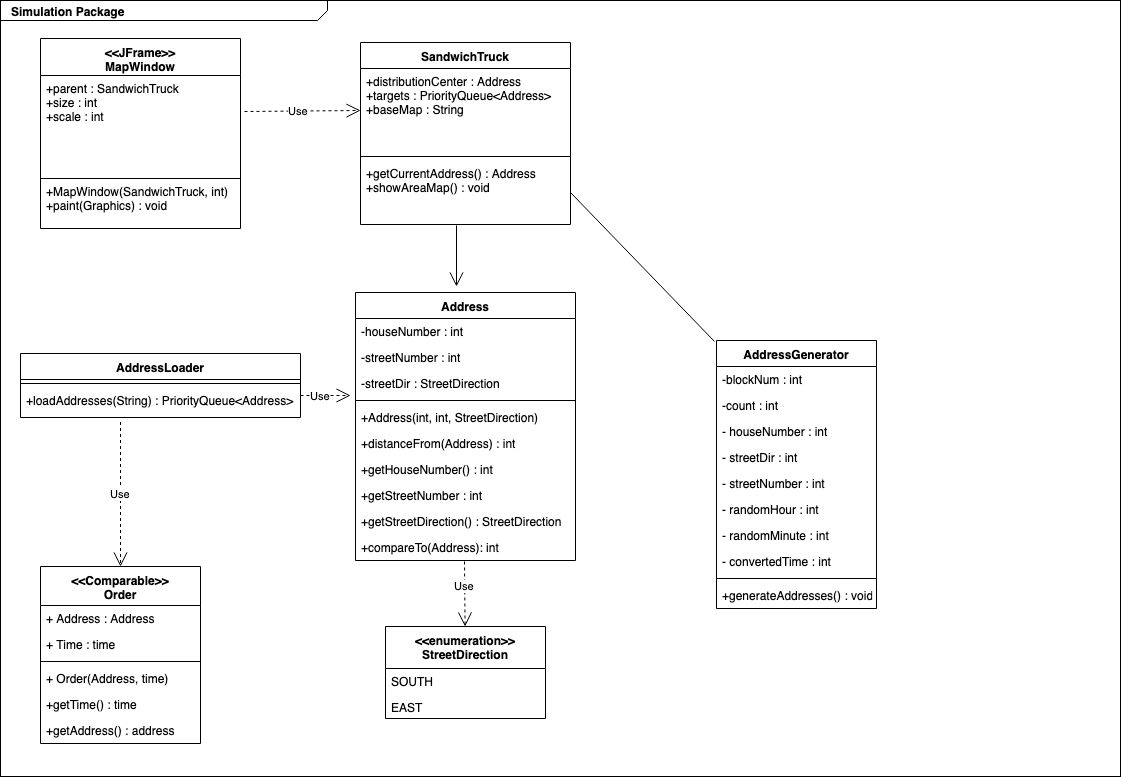 Simulation Package
<<JFrame>>
MapWindow
+parent : SandwichTruck
+size : int
+scale : int
+MapWindow(SandwichTruck, int)
+paint(Graphics) : void
Use
SandwichTruck
+distributionCenter : Address
+targets : PriorityQueue<Address>
+baseMap : String
+getCurrentAddress() : Address
+showAreaMap() : void
Address
-houseNumber : int
-streetNumber : int
-streetDir : StreetDirection
+Address(int, int, StreetDirection)
+distanceFrom(Address) : int
+getHouseNumber() : int
+getStreetNumber : int
+getStreetDirection() : StreetDirection
+compareTo(Address): int
AddressLoader
+loadAddresses(String) : PriorityQueue<Address>
Use
Use
AddressGenerator
-blockNum : int
-count : int
- houseNumber : int
- streetDir : int
- streetNumber : int
- randomHour : int
- randomMinute : int
- convertedTime : int
+generateAddresses() : void
<<Comparable>>
Order
+ Address : Address
+ Time : time
+ Order(Address, time)
+getTime() : time
+getAddress() : address
Use
<<enumeration>>
StreetDirection
SOUTH
EAST